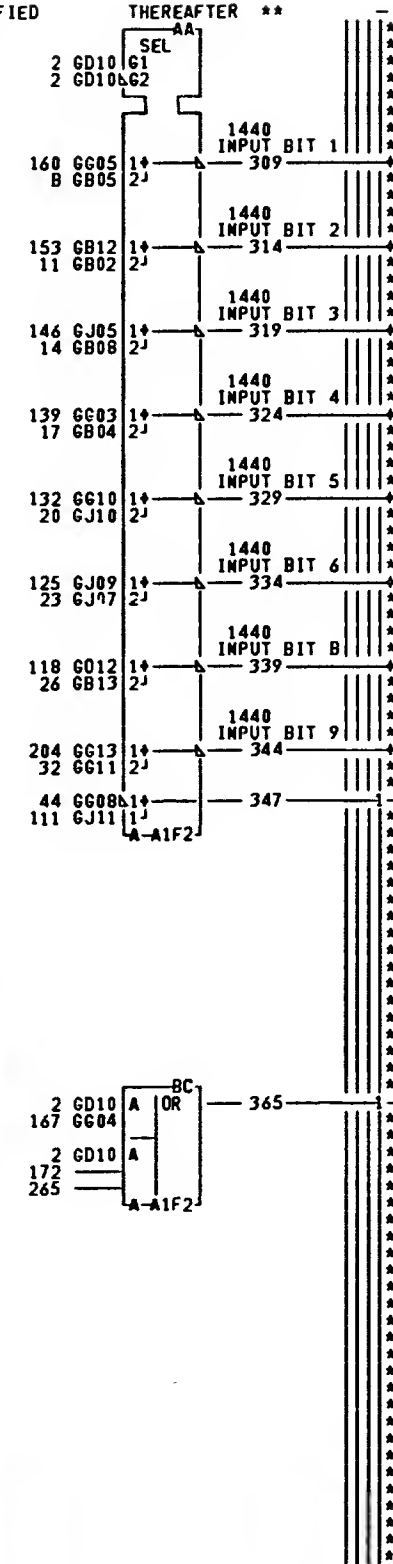 FIED THEREAFTER ** -
AA
SEL
2 GD10 G1
2 GD10 G2
1440
INPUT BIT 1
160 GG05 1 309
B GB05 2
1440
INPUT BIT 2
153 GB12 1 314
11 GB02 2
1440
INPUT BIT 3
146 GJ05 1 319
14 GB08 2
1440
INPUT BIT 4
139 GG03 1 324
17 GB04 2
1440
INPUT BIT 5
132 GG10 1 329
20 GJ10 2
1440
INPUT BIT 6
125 GJ09 1 334
23 GJ07 2
1440
INPUT BIT B
118 GO12 1 339
26 GB13 2
1440
INPUT BIT 9
204 GG13 1 344
32 GG11 2
44 GG08 1 347 1
111 GJ11 1
A-A1F2
BC
2 GD10 A OR 365 1
167 GG04
2 GD10 A
172
265
A-A1F2